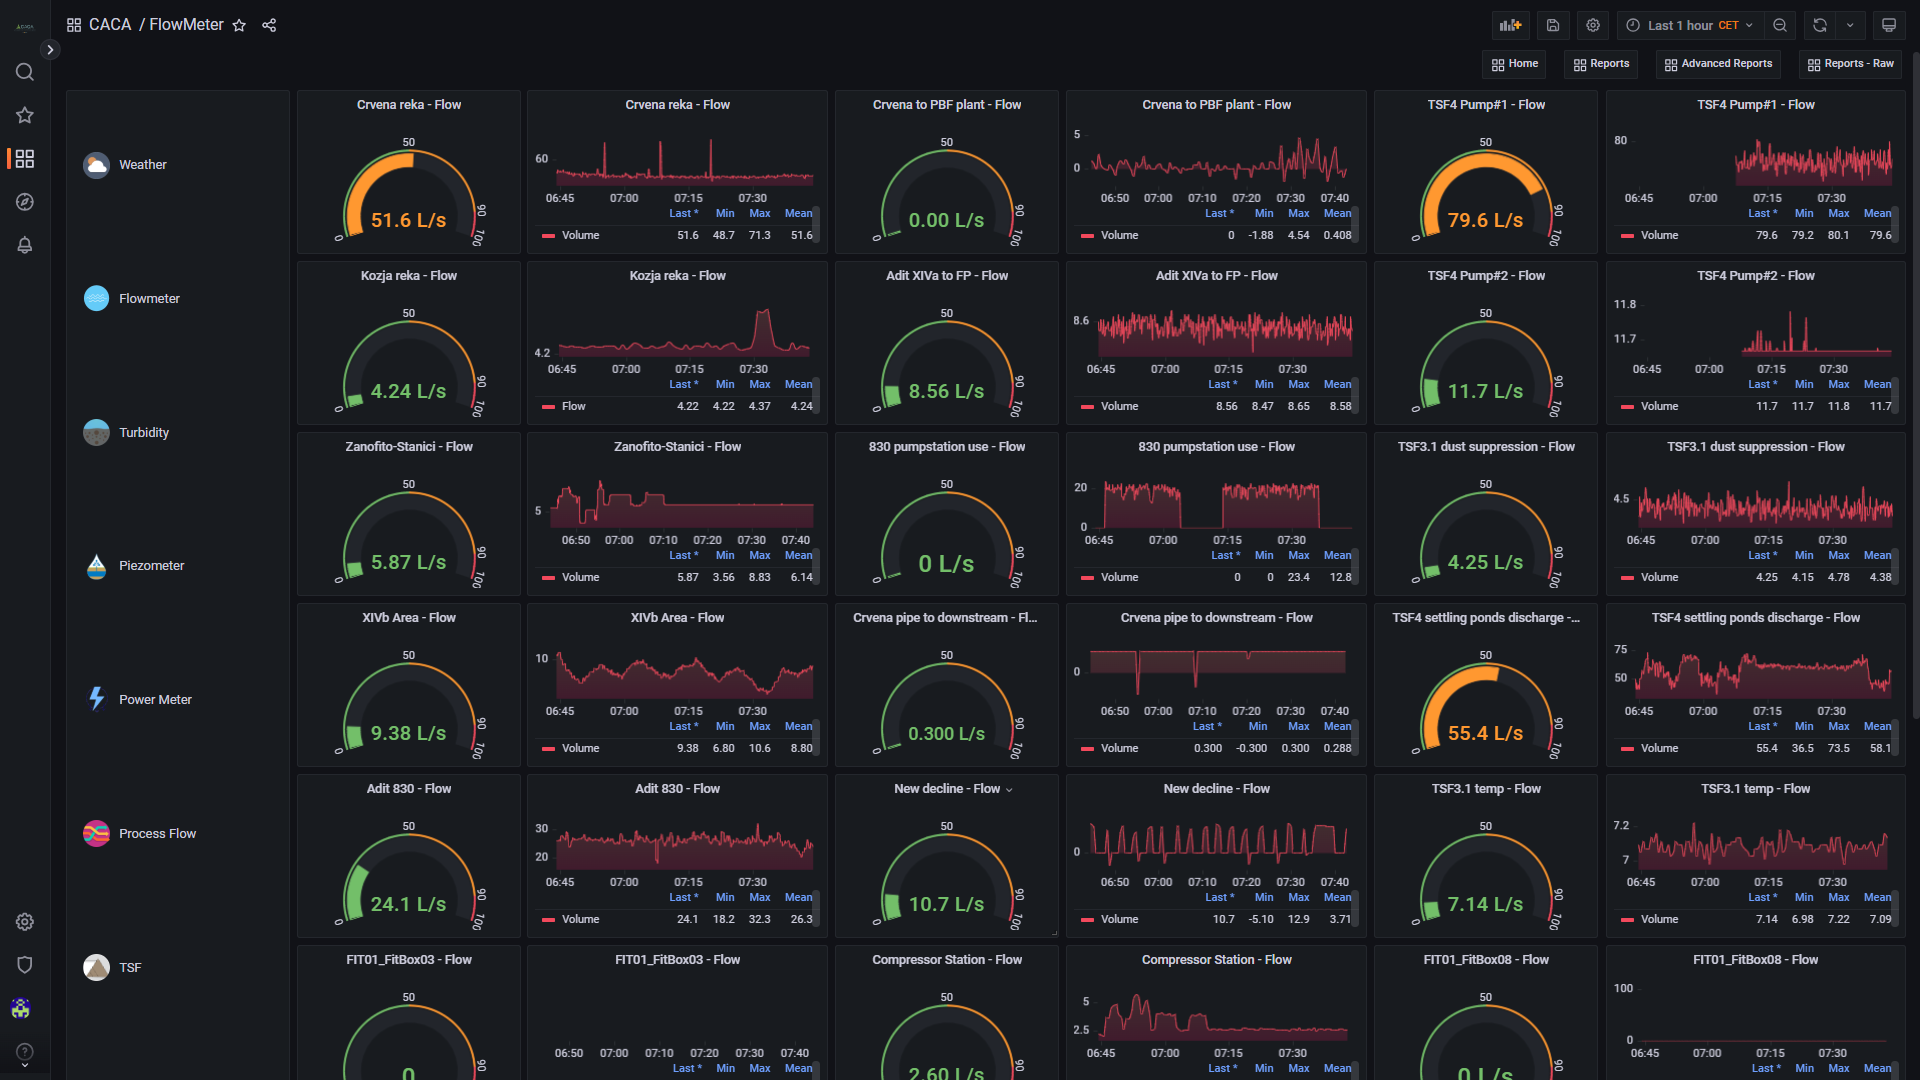 CACA / FlowMeter
Last 1 hour CET
Home
Reports
Advanced Reports
Reports - Raw
Weather
Flowmeter
Turbidity
Piezometer
Power Meter
Process Flow
TSF
Crvena reka - Flow
50
90
0
100
51.6 L/s
Crvena reka - Flow
60
06:45 07:00 07:15 07:30
Last * Min Max Mean
Volume 51.6 48.7 71.3 51.6
Crvena to PBF plant - Flow
50
90
0
100
0.00 L/s
Crvena to PBF plant - Flow
5
0
06:50 07:00 07:10 07:20 07:30 07:40
Last * Min Max Mean
Volume 0 -1.88 4.54 0.408
TSF4 Pump#1 - Flow
50
90
0
100
79.6 L/s
TSF4 Pump#1 - Flow
80
06:45 07:00 07:15 07:30
Last * Min Max Mean
Volume 79.6 79.2 80.1 79.6
Kozja reka - Flow
50
90
0
100
4.24 L/s
Kozja reka - Flow
4.2
06:45 07:00 07:15 07:30
Last * Min Max Mean
Flow 4.22 4.22 4.37 4.24
Adit XIVa to FP - Flow
50
90
0
100
8.56 L/s
Adit XIVa to FP - Flow
8.6
06:45 07:00 07:15 07:30
Last * Min Max Mean
Volume 8.56 8.47 8.65 8.58
TSF4 Pump#2 - Flow
50
90
0
100
11.7 L/s
TSF4 Pump#2 - Flow
11.8
11.7
06:45 07:00 07:15 07:30
Last * Min Max Mean
Volume 11.7 11.7 11.8 11.7
Zanofito-Stanici - Flow
50
90
0
100
5.87 L/s
Zanofito-Stanici - Flow
5
06:50 07:00 07:10 07:20 07:30 07:40
Last * Min Max Mean
Volume 5.87 3.56 8.83 6.14
830 pumpstation use - Flow
50
90
0
100
0 L/s
830 pumpstation use - Flow
20
0
06:45 07:00 07:15 07:30
Last * Min Max Mean
Volume 0 0 23.4 12.8
TSF3.1 dust suppression - Flow
50
90
0
100
4.25 L/s
TSF3.1 dust suppression - Flow
4.5
06:45 07:00 07:15 07:30
Last * Min Max Mean
Volume 4.25 4.15 4.78 4.38
XIVb Area - Flow
50
90
0
100
9.38 L/s
XIVb Area - Flow
10
06:45 07:00 07:15 07:30
Last * Min Max Mean
Volume 9.38 6.80 10.6 8.80
Crvena pipe to downstream - Fl...
50
90
0
100
0.300 L/s
Crvena pipe to downstream - Flow
0
06:50 07:00 07:10 07:20 07:30 07:40
Last * Min Max Mean
Volume 0.300 -0.300 0.300 0.288
TSF4 settling ponds discharge -...
50
90
0
100
55.4 L/s
TSF4 settling ponds discharge - Flow
75
50
06:45 07:00 07:15 07:30
Last * Min Max Mean
Volume 55.4 36.5 73.5 58.1
Adit 830 - Flow
50
90
0
100
24.1 L/s
Adit 830 - Flow
30
20
06:45 07:00 07:15 07:30
Last * Min Max Mean
Volume 24.1 18.2 32.3 26.3
New decline - Flow
50
90
0
100
10.7 L/s
New decline - Flow
0
06:50 07:00 07:10 07:20 07:30 07:40
Last * Min Max Mean
Volume 10.7 -5.10 12.9 3.71
TSF3.1 temp - Flow
50
90
0
100
7.14 L/s
TSF3.1 temp - Flow
7.2
7
06:45 07:00 07:15 07:30
Last * Min Max Mean
Volume 7.14 6.98 7.22 7.09
FIT01_FitBox03 - Flow
50
90
0
FIT01_FitBox03 - Flow
06:50 07:00 07:10 07:20 07:30 07:40
Last * Min Max Mean
Compressor Station - Flow
50
90
2.60 L/s
Compressor Station - Flow
5
2.5
06:45 07:00 07:15 07:30
Last * Min Max Mean
FIT01_FitBox08 - Flow
50
90
0 L/s
FIT01_FitBox08 - Flow
100
0
06:45 07:00 07:15 07:30
Last * Min Max Mean